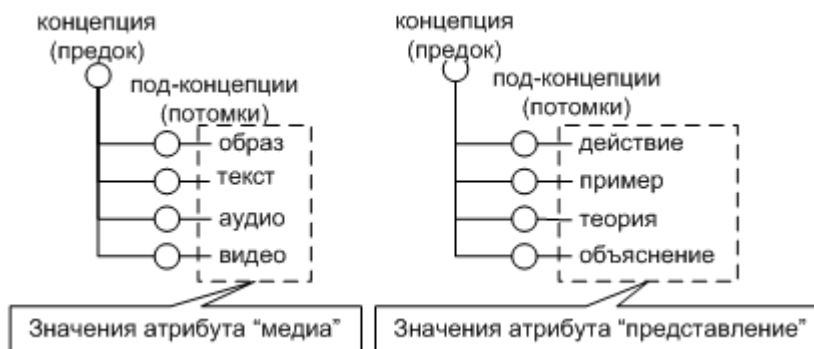 концепция
(предок)
под-концепции
(потомки)
образ
текст
аудио
видео
Значения атрибута “медиа”
концепция
(предок)
под-концепции
(потомки)
действие
пример
теория
объяснение
Значения атрибута “представление”